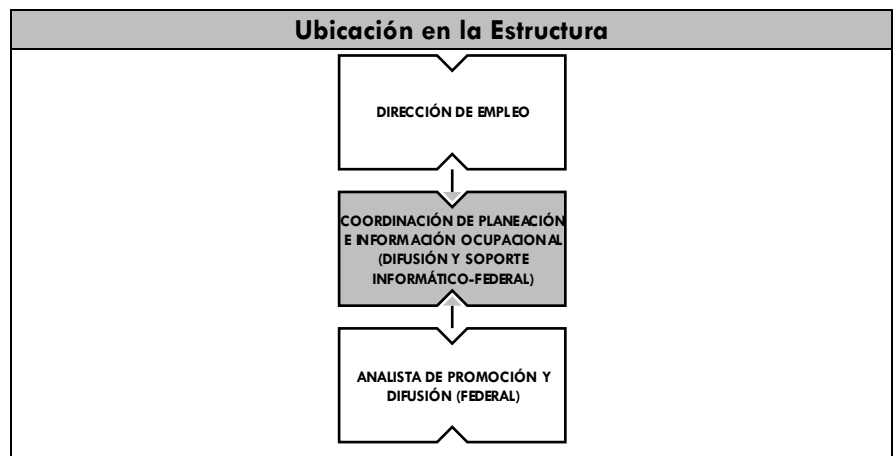 Ubicación en la Estructura
DIRECCIÓN DE EMPLEO
COORDINACIÓN DE PLANEACIÓN
E INFORMACIÓN OCUPACIONAL
(DIFUSIÓN Y SOPORTE
INFORMÁTICO-FEDERAL)
ANALISTA DE PROMOCIÓN Y
DIFUSIÓN (FEDERAL)